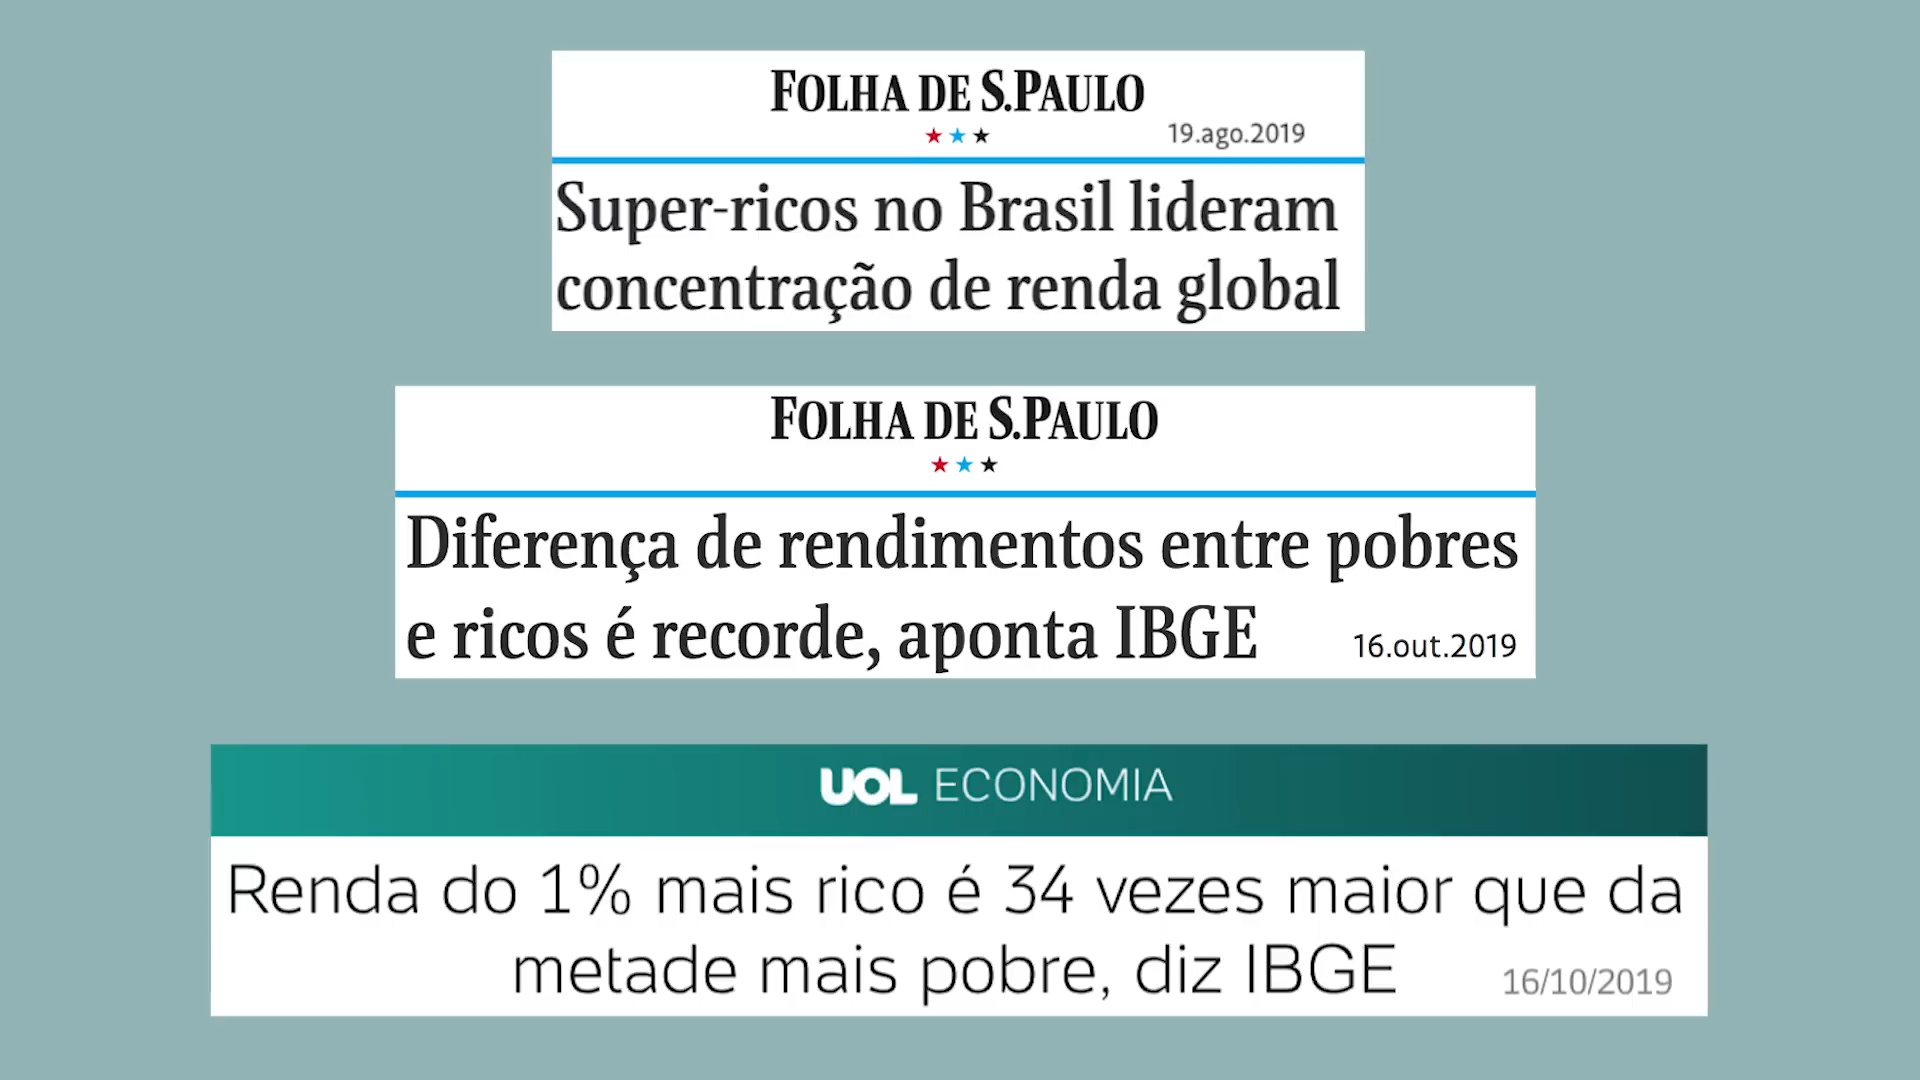 FOLHA DE S.PAULO
19.ago.2019
Super-ricos no Brasil lideram
concentração de renda global
FOLHA DE S.PAULO
Diferença de rendimentos entre pobres
e ricos é recorde, aponta IBGE
16.out.2019
UOL ECONOMIA
Renda do 1% mais rico é 34 vezes maior que da
metade mais pobre, diz IBGE
16/10/2019